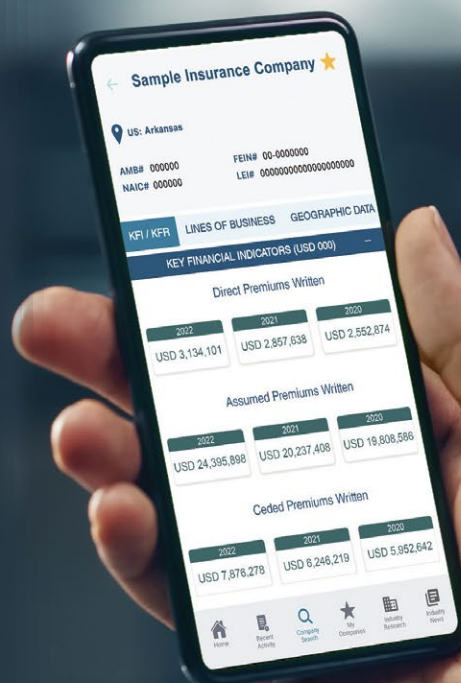 Sample Insurance Company
US: Arkansas
AMB# 000000 FEIN# 00-0000000
NAIC# 000000 LEI# 00000000000000000000
KFI / KFR LINES OF BUSINESS GEOGRAPHIC DATA
KEY FINANCIAL INDICATORS (USD 000) –
Direct Premiums Written
2022 2021 2020
USD 3,134,101 USD 2,857,638 USD 2,552,874
Assumed Premiums Written
2022 2021 2020
USD 24,395,898 USD 20,237,408 USD 19,808,586
Ceded Premiums Written
2022 2021 2020
USD 7,876,278 USD 6,246,219 USD 5,952,642
Home Recent Activity Company Search My Companies Industry Research Industry News